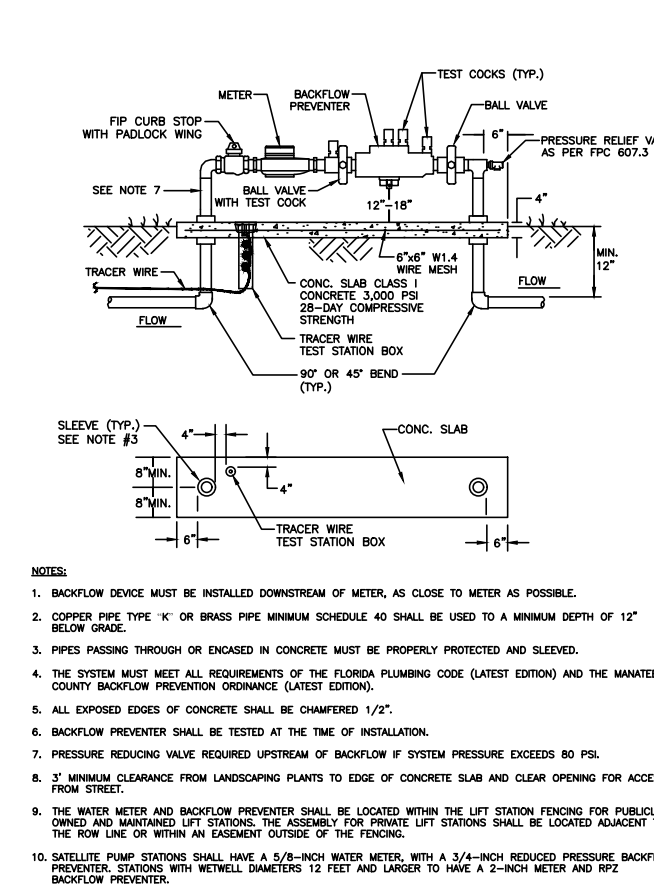 TEST COCKS (TYP.)
METER
BACKFLOW
PREVENTER
BALL VALVE
FIP CURB STOP
WITH PADLOCK WING
6"
PRESSURE RELIEF
AS PER FPC 607.3
SEE NOTE 7
BALL VALVE
WITH TEST COCK
12"-18"
4"
MIN.
12"
6"x6" W1.4
WIRE MESH
TRACER WIRE
CONC. SLAB CLASS I
CONCRETE 3,000 PSI
28-DAY COMPRESSIVE
STRENGTH
FLOW
FLOW
TRACER WIRE
TEST STATION BOX
90° OR 45° BEND
(TYP.)
SLEEVE (TYP.)
SEE NOTE #3
4"
CONC. SLAB
8"MIN.
4"
8"MIN.
TRACER WIRE
TEST STATION BOX
6"
6"
NOTES:
1. BACKFLOW DEVICE MUST BE INSTALLED DOWNSTREAM OF METER, AS CLOSE TO METER AS POSSIBLE.
2. COPPER PIPE TYPE "K" OR BRASS PIPE MINIMUM SCHEDULE 40 SHALL BE USED TO A MINIMUM DEPTH OF 12"
BELOW GRADE.
3. PIPES PASSING THROUGH OR ENCASED IN CONCRETE MUST BE PROPERLY PROTECTED AND SLEEVED.
4. THE SYSTEM MUST MEET ALL REQUIREMENTS OF THE FLORIDA PLUMBING CODE (LATEST EDITION) AND THE MANATE
COUNTY BACKFLOW PREVENTION ORDINANCE (LATEST EDITION).
5. ALL EXPOSED EDGES OF CONCRETE SHALL BE CHAMFERED 1/2".
6. BACKFLOW PREVENTER SHALL BE TESTED AT THE TIME OF INSTALLATION.
7. PRESSURE REDUCING VALVE REQUIRED UPSTREAM OF BACKFLOW IF SYSTEM PRESSURE EXCEEDS 80 PSI.
8. 3' MINIMUM CLEARANCE FROM LANDSCAPING PLANTS TO EDGE OF CONCRETE SLAB AND CLEAR OPENING FOR ACCE
FROM STREET.
9. THE WATER METER AND BACKFLOW PREVENTER SHALL BE LOCATED WITHIN THE LIFT STATION FENCING FOR PUBLICL
OWNED AND MAINTAINED LIFT STATIONS. THE ASSEMBLY FOR PRIVATE LIFT STATIONS SHALL BE LOCATED ADJACENT
THE ROW LINE OR WITHIN AN EASEMENT OUTSIDE OF THE FENCING.
10. SATELLITE PUMP STATIONS SHALL HAVE A 5/8-INCH WATER METER, WITH A 3/4-INCH REDUCED PRESSURE BACKF
PREVENTER. STATIONS WITH WETWELL DIAMETERS 12 FEET AND LARGER TO HAVE A 2-INCH METER AND RPZ
BACKFLOW PREVENTER.